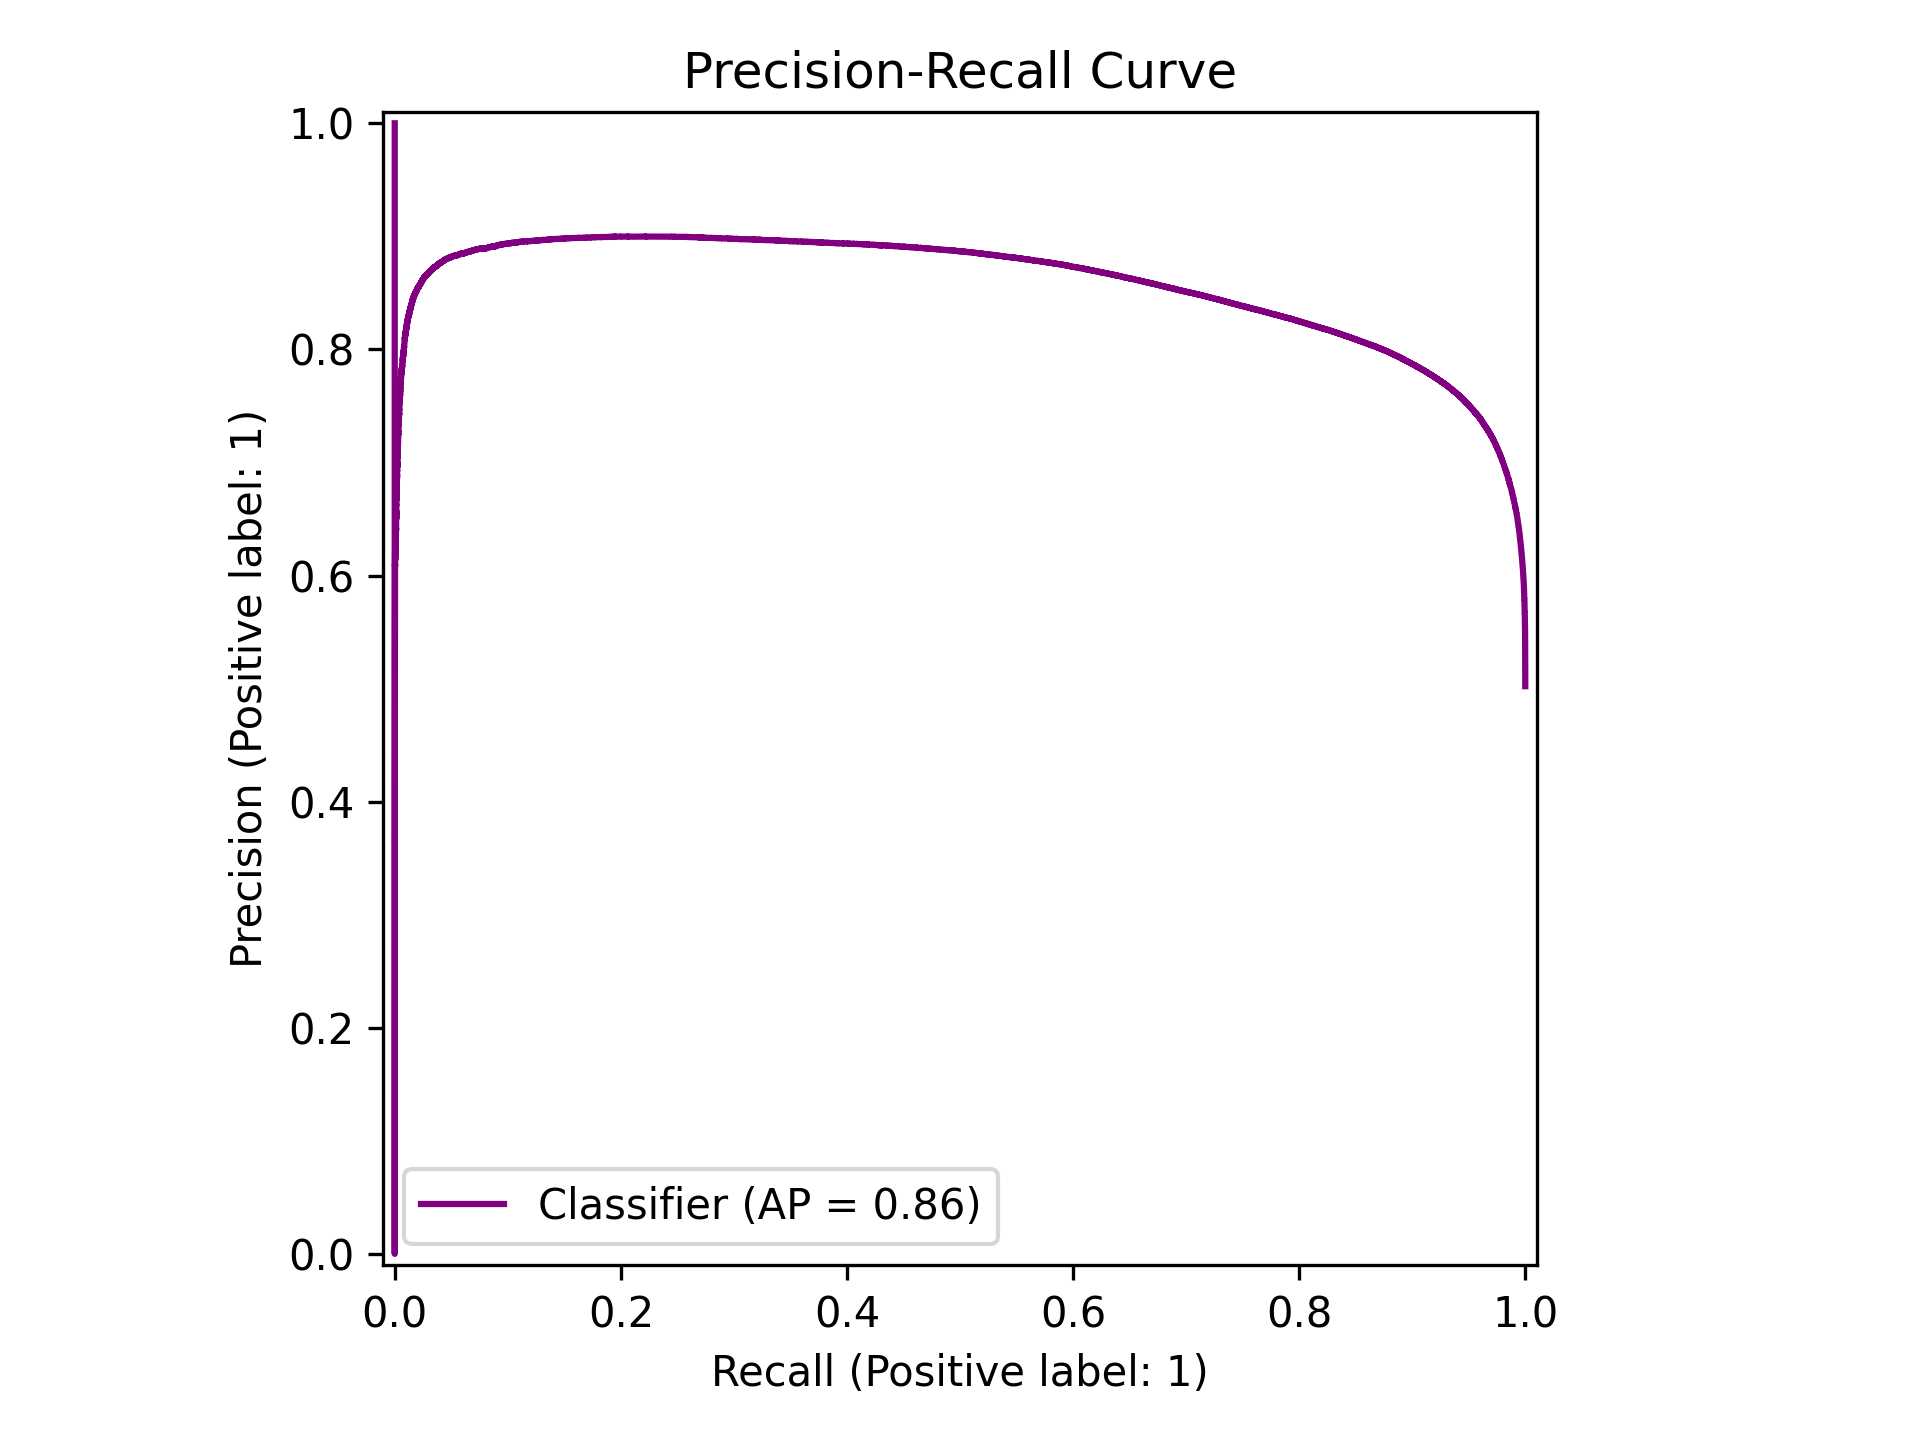 Precision-Recall Curve
1.0
0.8
0.6
0.4
0.2
0.0
Precision (Positive label: 1)
Classifier (AP = 0.86)
0.0 0.2 0.4 0.6 0.8 1.0
Recall (Positive label: 1)